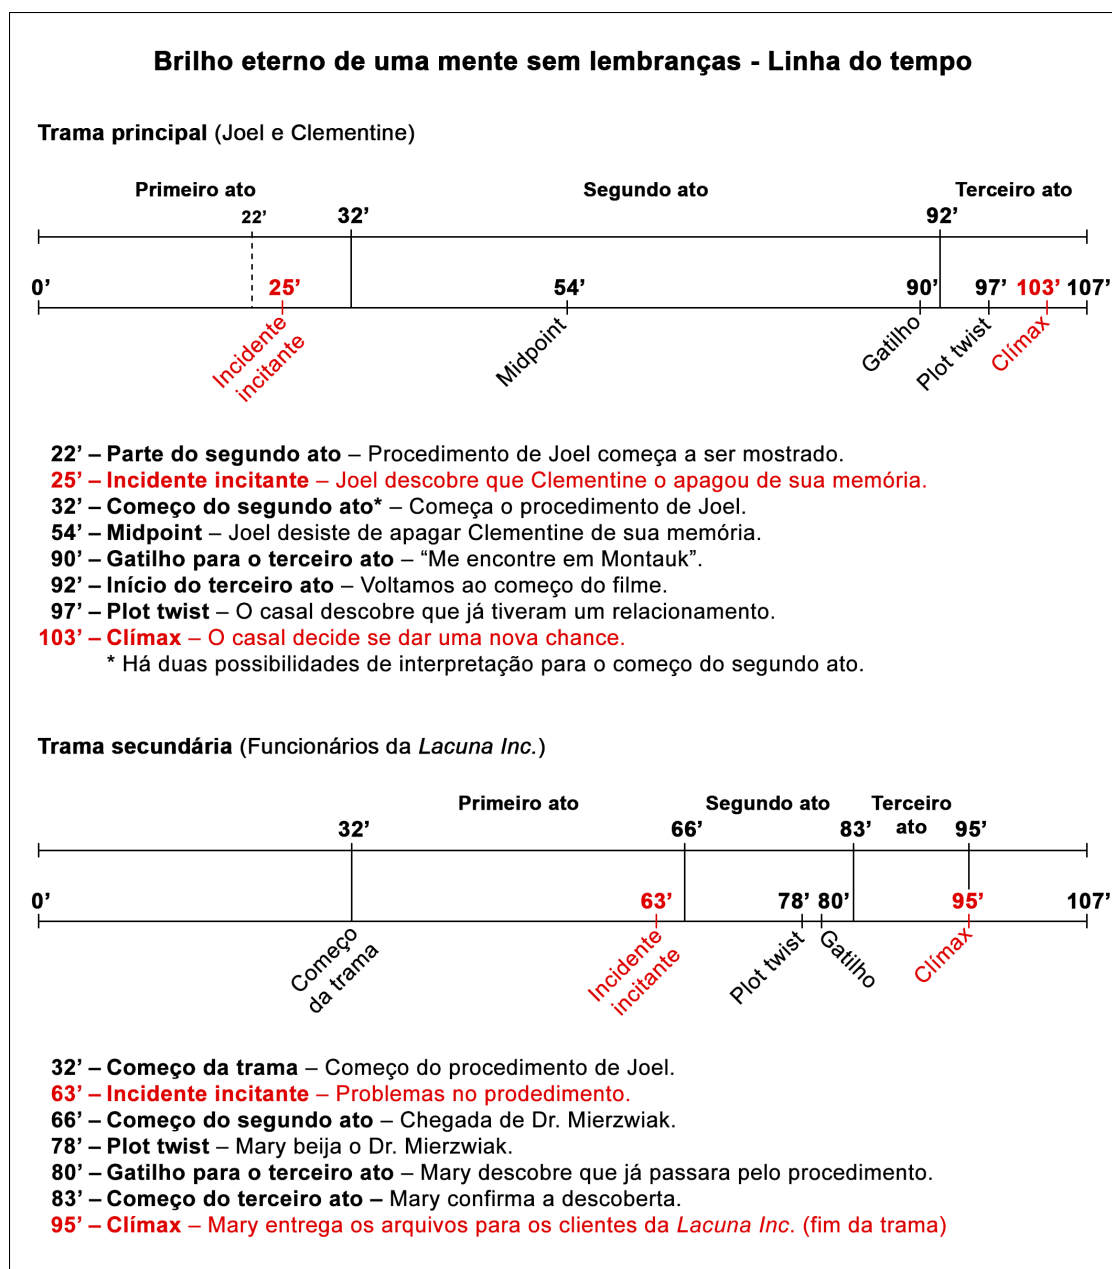 Brilho eterno de uma mente sem lembranças - Linha do tempo
Trama principal (Joel e Clementine)
Primeiro ato
Segundo ato
Terceiro ato
22’
32’
92’
0’
25’
54’
90’
97’
103’
107’
Incidente
incitante
Midpoint
Gatilho
Plot twist
Clímax
22’ – Parte do segundo ato – Procedimento de Joel começa a ser mostrado.
25’ – Incidente incitante – Joel descobre que Clementine o apagou de sua memória.
32’ – Começo do segundo ato* – Começa o procedimento de Joel.
54’ – Midpoint – Joel desiste de apagar Clementine de sua memória.
90’ – Gatilho para o terceiro ato – “Me encontre em Montauk”.
92’ – Início do terceiro ato – Voltamos ao começo do filme.
97’ – Plot twist – O casal descobre que já tiveram um relacionamento.
103’ – Clímax – O casal decide se dar uma nova chance.
* Há duas possibilidades de interpretação para o começo do segundo ato.
Trama secundária (Funcionários da Lacuna Inc.)
Primeiro ato
Segundo ato
Terceiro
ato
32’
66’
83’
95’
0’
63’
78’
80’
95’
107’
Começo
da trama
Incidente
incitante
Plot twist
Gatilho
Clímax
32’ – Começo da trama – Começo do procedimento de Joel.
63’ – Incidente incitante – Problemas no prodedimento.
66’ – Começo do segundo ato – Chegada de Dr. Mierzwiak.
78’ – Plot twist – Mary beija o Dr. Mierzwiak.
80’ – Gatilho para o terceiro ato – Mary descobre que já passara pelo procedimento.
83’ – Começo do terceiro ato – Mary confirma a descoberta.
95’ – Clímax – Mary entrega os arquivos para os clientes da Lacuna Inc. (fim da trama)